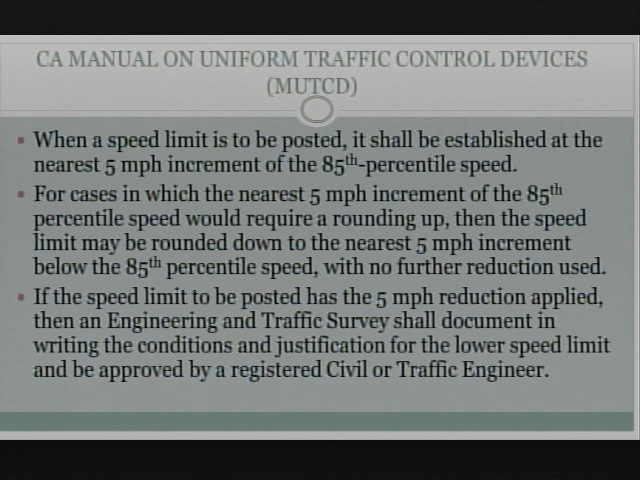 CA MANUAL ON UNIFORM TRAFFIC CONTROL DEVICES
(MUTCD)
• When a speed limit is to be posted, it shall be established at the
nearest 5 mph increment of the 85th-percentile speed.
• For cases in which the nearest 5 mph increment of the 85th
percentile speed would require a rounding up, then the speed
limit may be rounded down to the nearest 5 mph increment
below the 85th percentile speed, with no further reduction used.
• If the speed limit to be posted has the 5 mph reduction applied,
then an Engineering and Traffic Survey shall document in
writing the conditions and justification for the lower speed limit
and be approved by a registered Civil or Traffic Engineer.